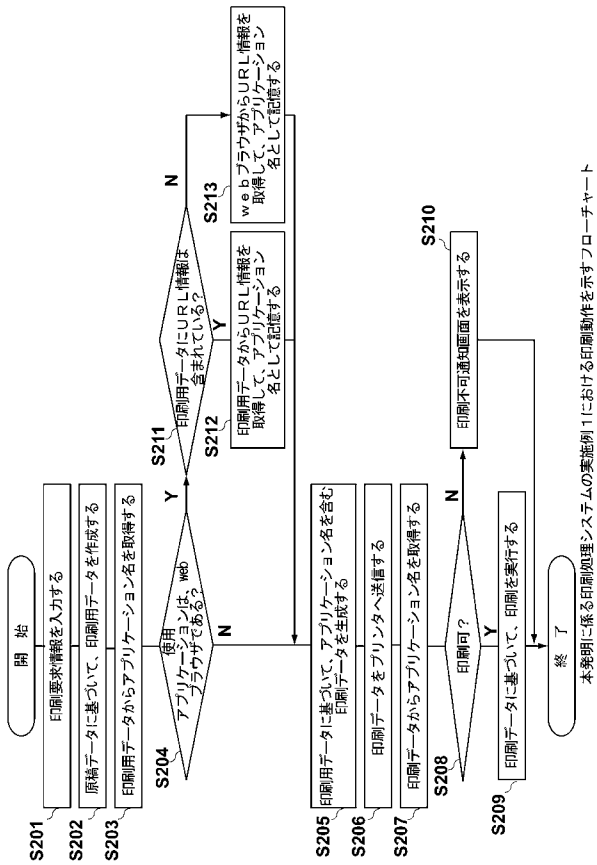 開 始
S201
印刷要求情報を入力する
S202
原稿データに基づいて、印刷用データを作成する
S203
印刷用データからアプリケーション名を取得する
S204
使用
アプリケーションは、web
ブラウザである?
Y
N
S211
印刷用データにURL情報は
含まれている?
N
Y
S212
印刷用データからURL情報を
取得して、アプリケーション
名として記憶する
S213
webブラウザからURL情報を
取得して、アプリケーション
名として記憶する
S205
印刷用データに基づいて、アプリケーション名を含む
印刷データを生成する
S206
印刷データをプリンタへ送信する
S207
印刷データからアプリケーション名を取得する
S208
印刷可?
N
Y
S210
印刷不可通知画面を表示する
S209
印刷データに基づいて、印刷を実行する
終 了
本発明に係る印刷処理システムの実施例1における印刷動作を示すフローチャート